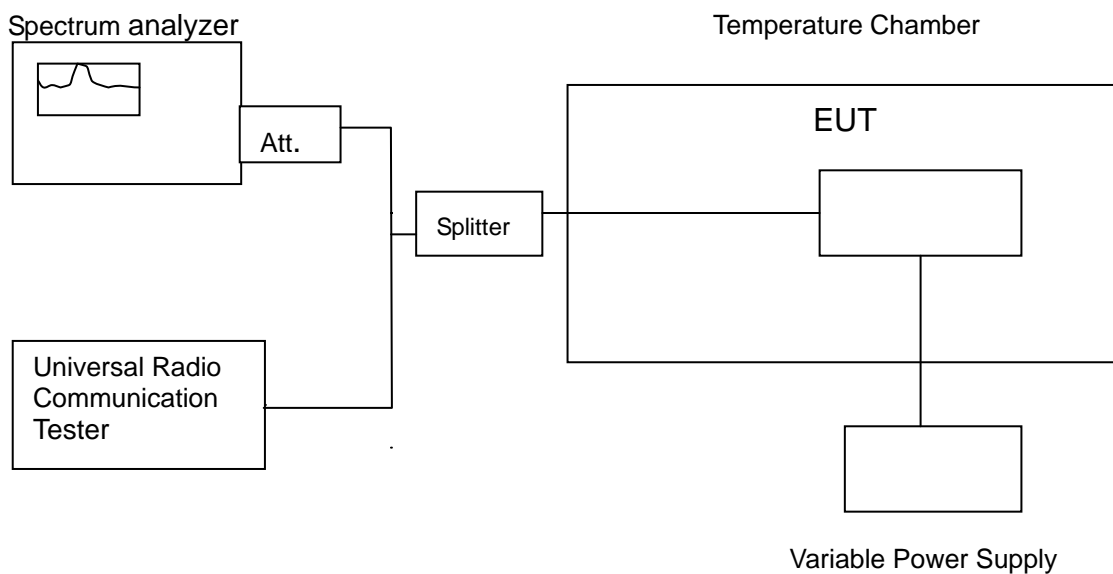 Spectrum analyzer
Temperature Chamber
EUT
Att.
Splitter
Universal Radio
Communication
Tester
Variable Power Supply